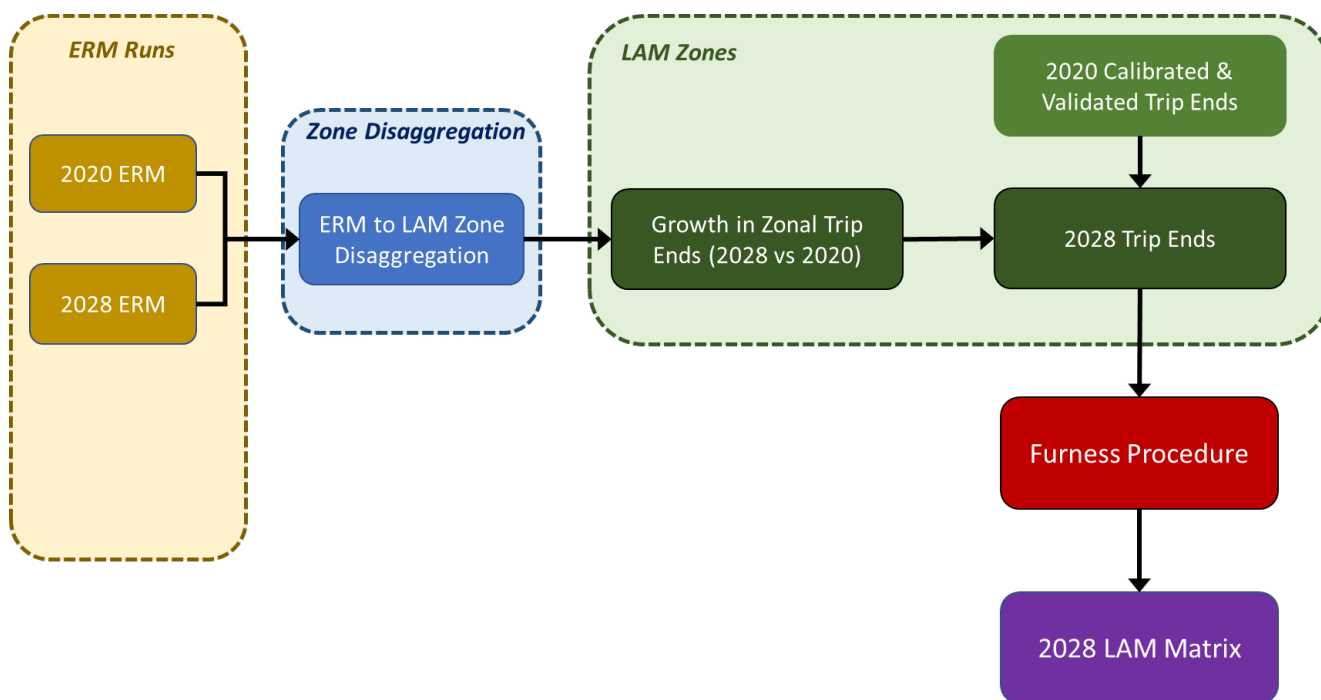 ERM Runs
2020 ERM
2028 ERM
Zone Disaggregation
ERM to LAM Zone
Disaggregation
LAM Zones
2020 Calibrated &
Validated Trip Ends
Growth in Zonal Trip
Ends (2028 vs 2020)
2028 Trip Ends
Furness Procedure
2028 LAM Matrix